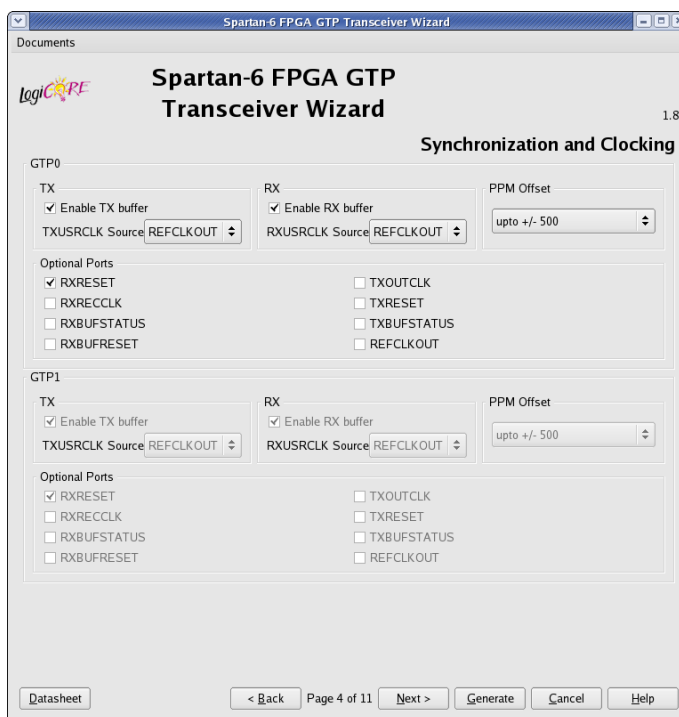 Spartan-6 FPGA GTP Transceiver Wizard
Documents
LogiCORE
Spartan-6 FPGA GTP
Transceiver Wizard
1.8
Synchronization and Clocking
GTP0
TX RX PPM Offset
Enable TX buffer Enable RX buffer upto +/- 500
TXUSRCLK Source REFCLKOUT RXUSRCLK Source REFCLKOUT
Optional Ports
RXRESET TXOUTCLK
RXRECCLK TXRESET
RXBUFSTATUS TXBUFSTATUS
RXBUFRESET REFCLKOUT
GTP1
TX RX PPM Offset
Enable TX buffer Enable RX buffer upto +/- 500
TXUSRCLK Source REFCLKOUT RXUSRCLK Source REFCLKOUT
Optional Ports
RXRESET TXOUTCLK
RXRECCLK TXRESET
RXBUFSTATUS TXBUFSTATUS
RXBUFRESET REFCLKOUT
Datasheet < Back Page 4 of 11 Next > Generate Cancel Help